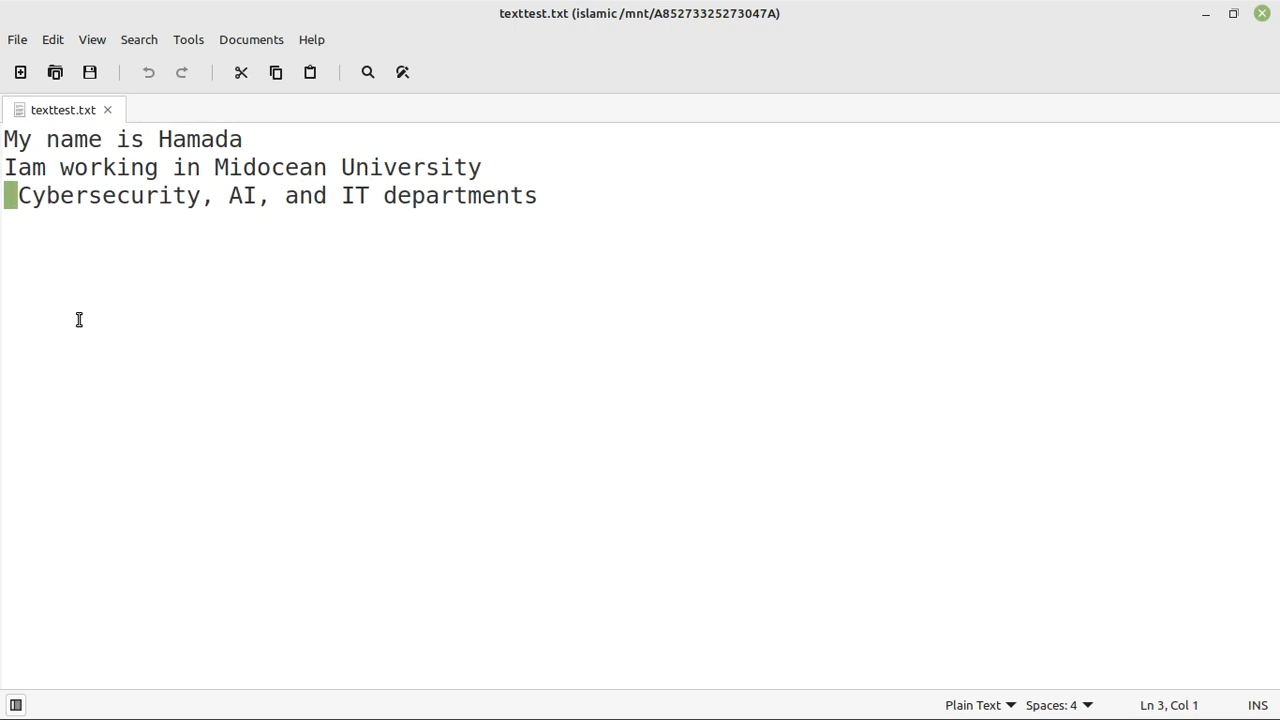 texttest.txt (islamic /mnt/A85273325273047A)
File Edit View Search Tools Documents Help
texttest.txt
My name is Hamada
Iam working in Midocean University
Cybersecurity, AI, and IT departments
Plain Text Spaces: 4 Ln 3, Col 1 INS